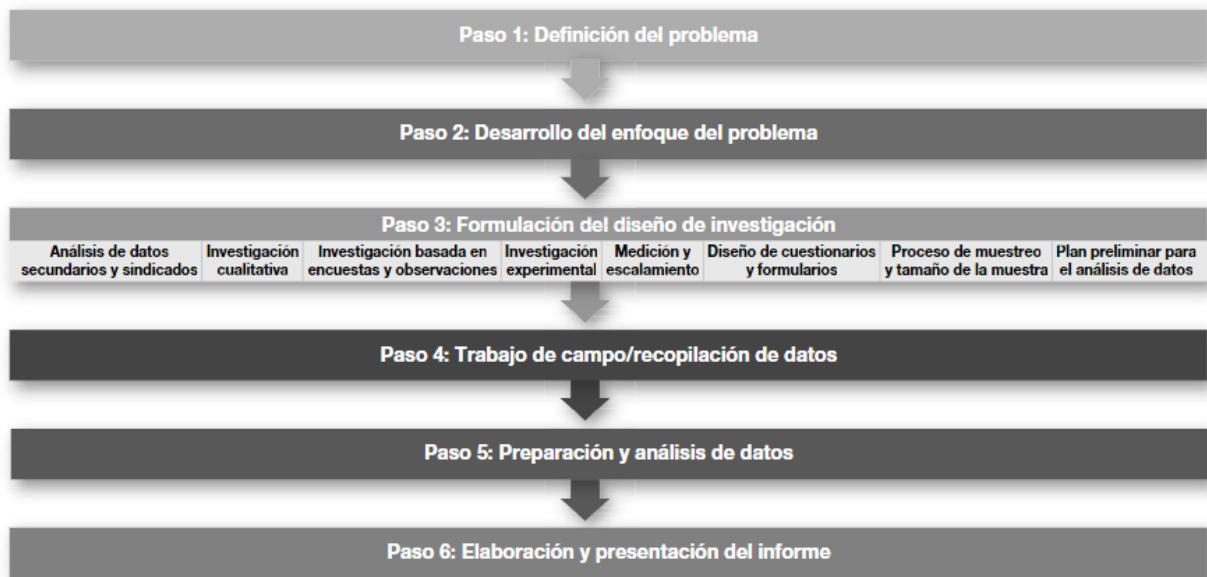 Paso 1: Definición del problema
Paso 2: Desarrollo del enfoque del problema
Paso 3: Formulación del diseño de investigación
Análisis de datos
secundarios y sindicados
Investigación
cualitativa
Investigación basada en
encuestas y observaciones
Investigación
experimental
Medición y
escalamiento
Diseño de cuestionarios
y formularios
Proceso de muestreo
y tamaño de la muestra
Plan preliminar para
el análisis de datos
Paso 4: Trabajo de campo/recopilación de datos
Paso 5: Preparación y análisis de datos
Paso 6: Elaboración y presentación del informe